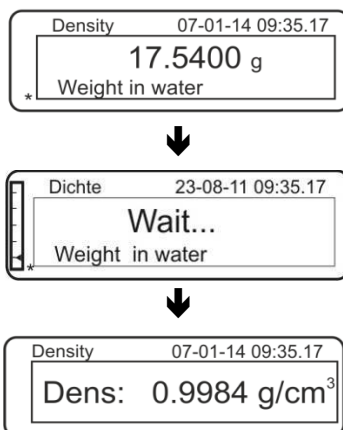 Density 07-01-14 09:35.17
17.5400 g
Weight in water
*
Dichte 23-08-11 09:35.17
Wait...
Weight in water
*
Density 07-01-14 09:35.17
Dens: 0.9984 g/cm³